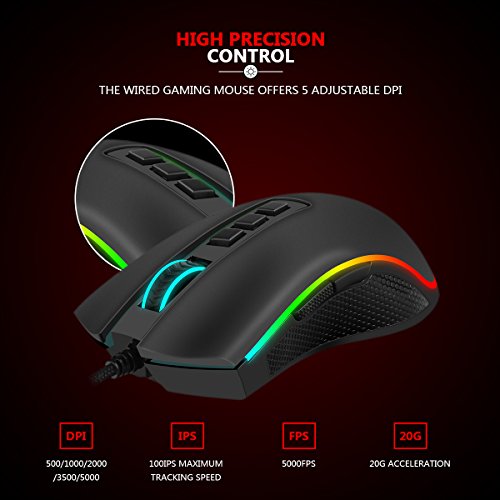 HIGH PRECISION
CONTROL
THE WIRED GAMING MOUSE OFFERS 5 ADJUSTABLE DPI
DPI
500/1000/2000
/3500/5000
IPS
100IPS MAXIMUM
TRACKING SPEED
FPS
5000FPS
20G
20G ACCELERATION